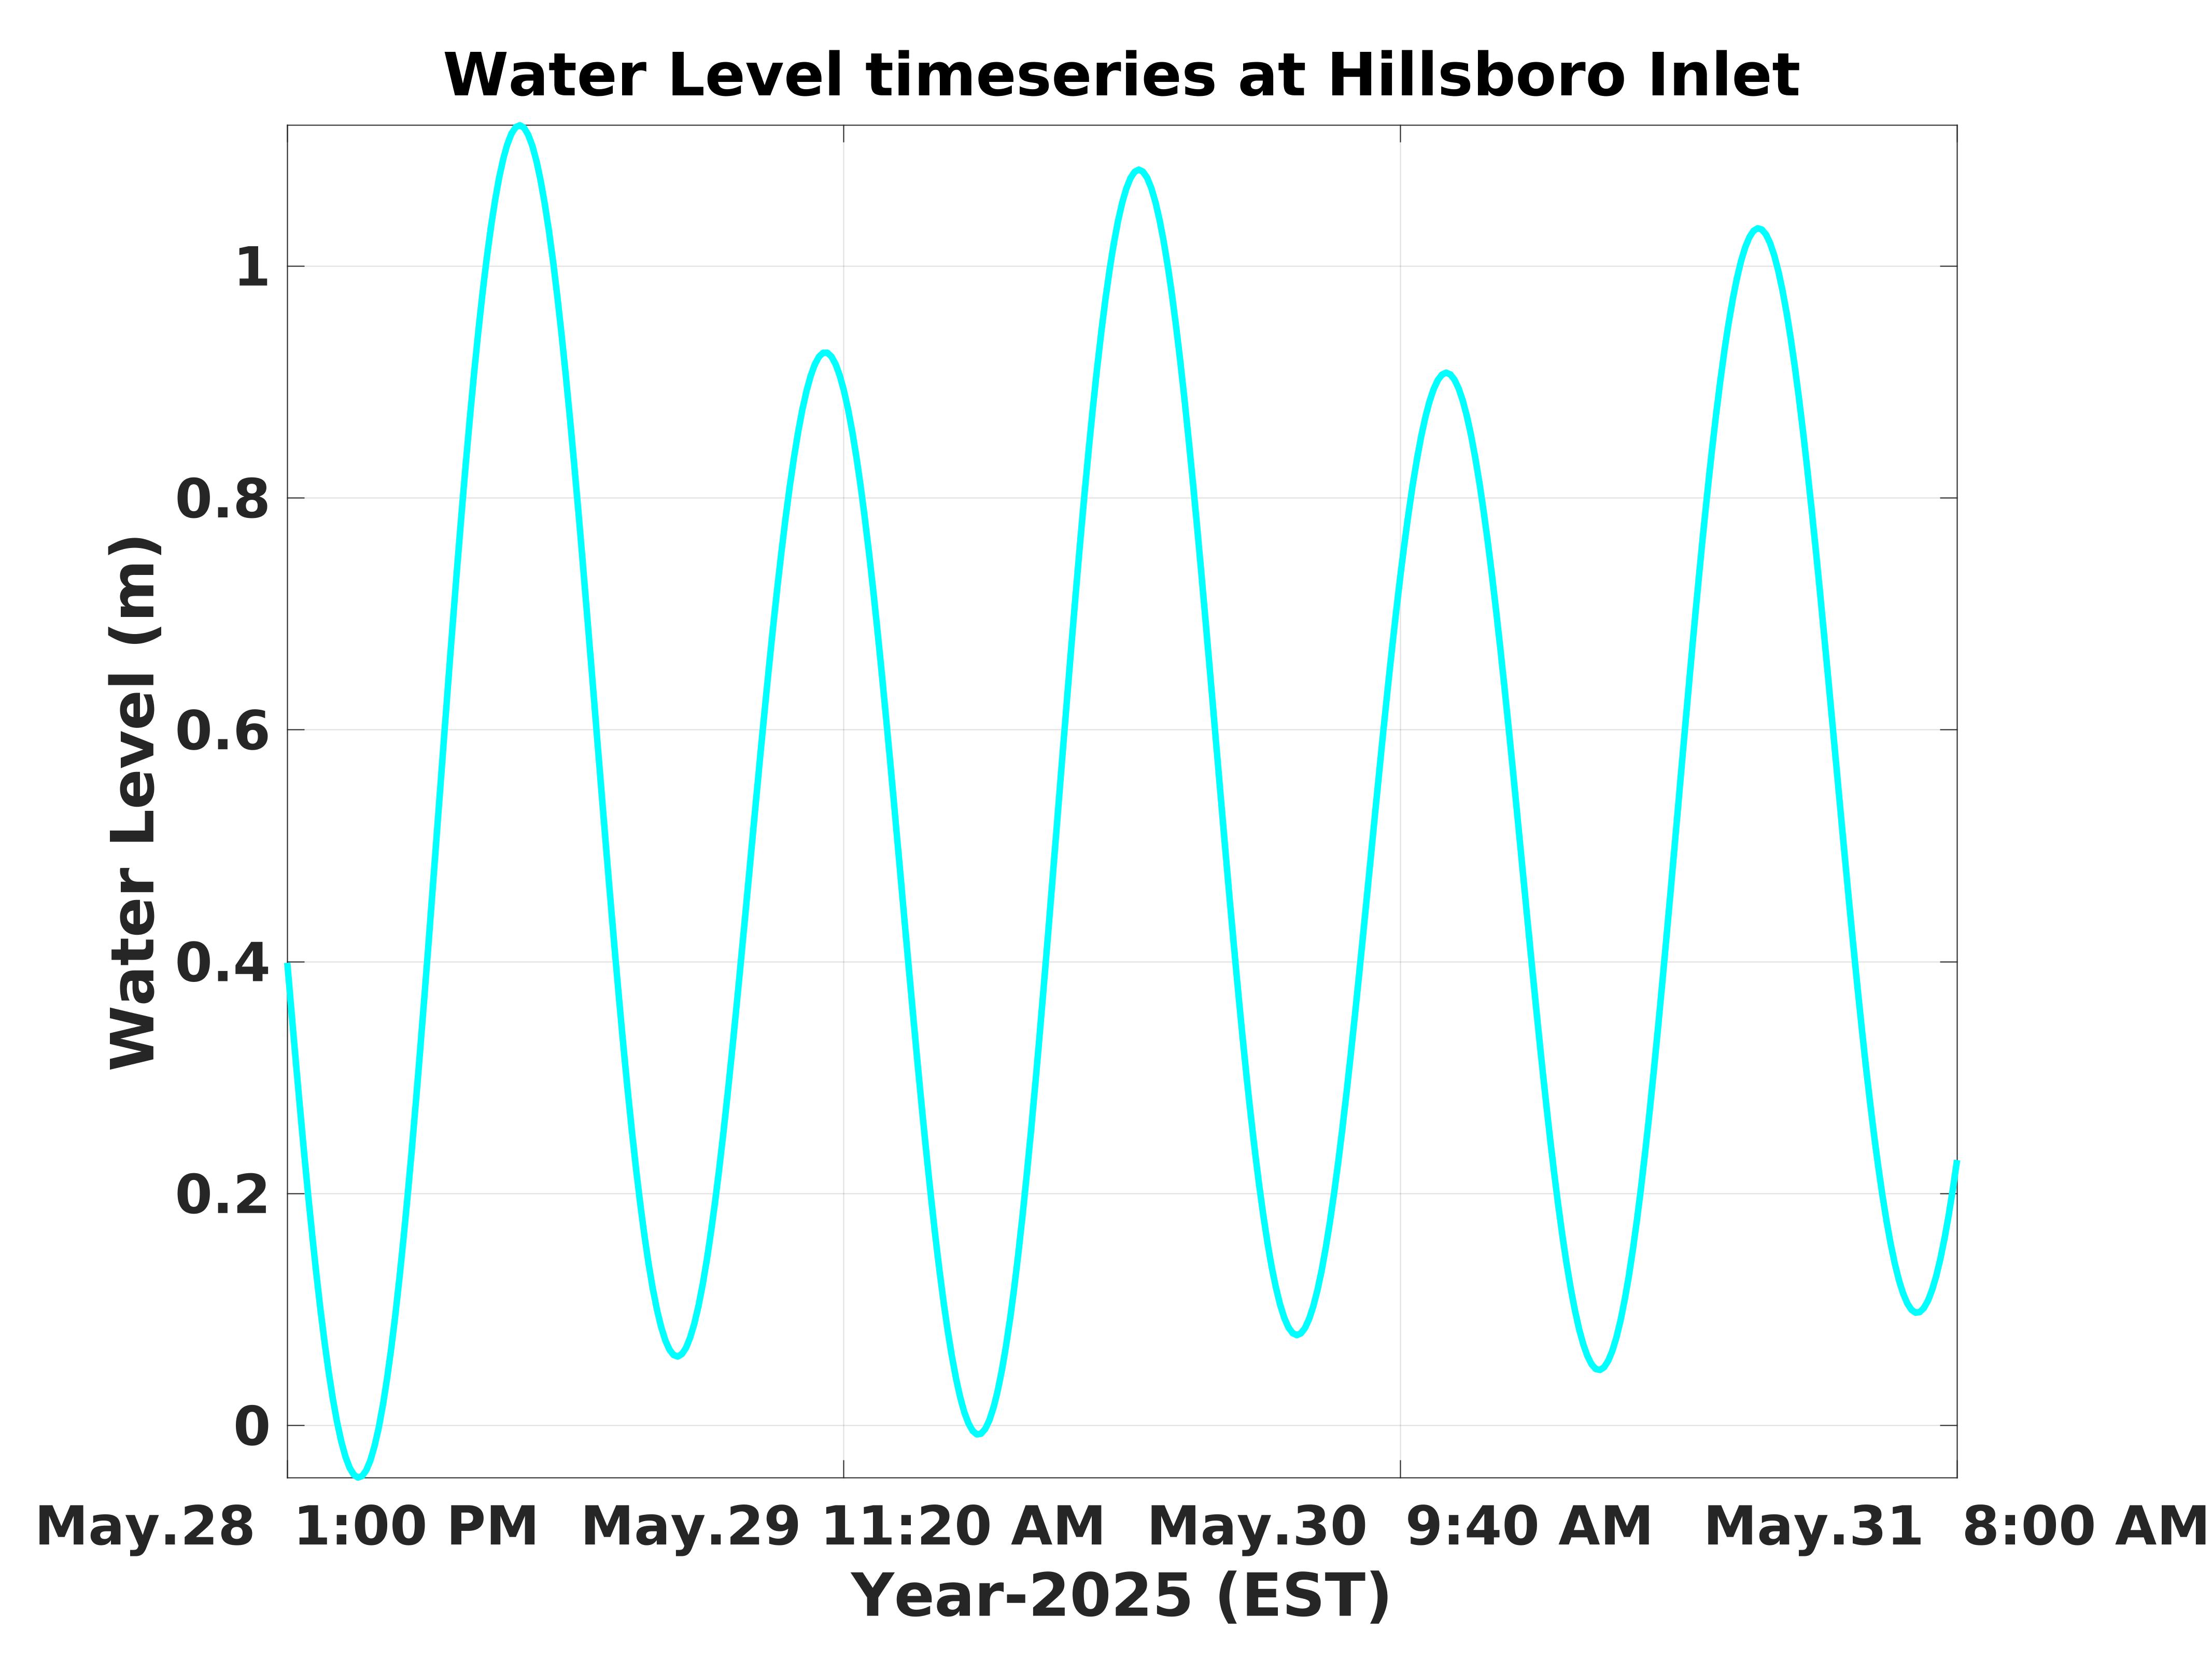 Water Level timeseries at Hillsboro Inlet
Water Level (m)
1
0.8
0.6
0.4
0.2
0
May.28 1:00 PM May.29 11:20 AM May.30 9:40 AM May.31 8:00 AM
Year-2025 (EST)